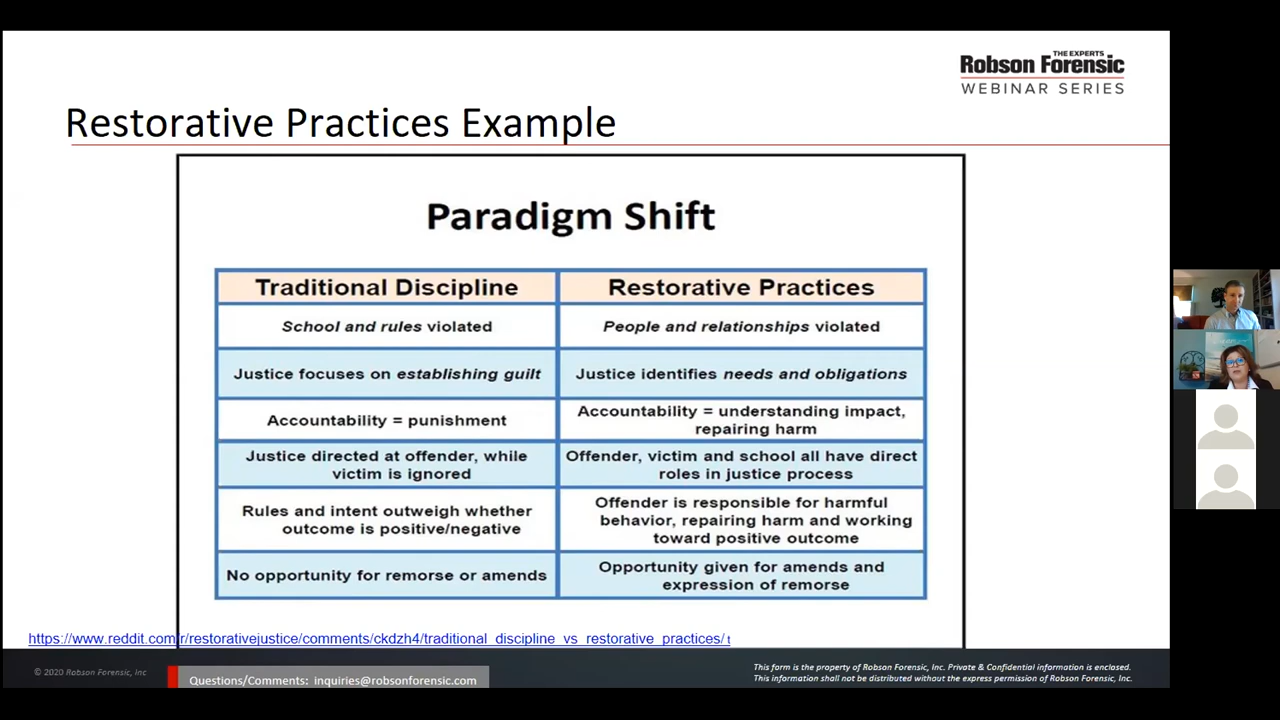 THE EXPERTS
Robson Forensic
WEBINAR SERIES
Restorative Practices Example
Paradigm Shift
Traditional Discipline
Restorative Practices
School and rules violated
People and relationships violated
Justice focuses on establishing guilt
Justice identifies needs and obligations
Accountability = punishment
Accountability = understanding impact,
repairing harm
Justice directed at offender, while
victim is ignored
Offender, victim and school all have direct
roles in justice process
Rules and intent outweigh whether
outcome is positive/negative
Offender is responsible for harmful
behavior, repairing harm and working
toward positive outcome
No opportunity for remorse or amends
Opportunity given for amends and
expression of remorse
https://www.reddit.com/r/restorativejustice/comments/ckdzh4/traditional_discipline_vs_restorative_practices/ t
© 2020 Robson Forensic, Inc
Questions/Comments: inquiries@robsonforensic.com
This form is the property of Robson Forensic, Inc. Private & Confidential information is enclosed.
This information shall not be distributed without the express permission of Robson Forensic, Inc.